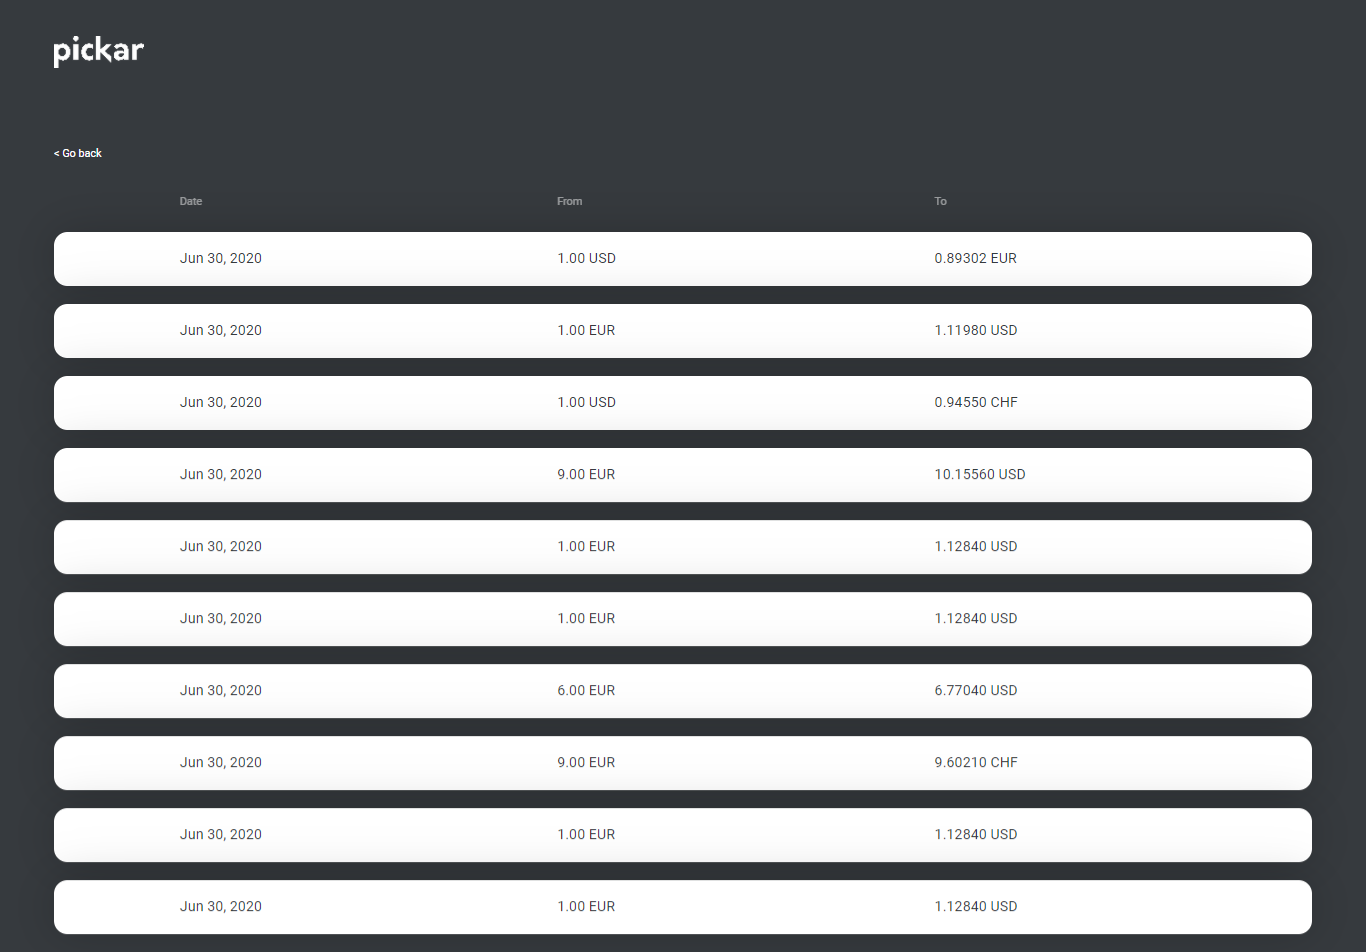 pickar
< Go back
Date From To
Jun 30, 2020 1.00 USD 0.89302 EUR
Jun 30, 2020 1.00 EUR 1.11980 USD
Jun 30, 2020 1.00 USD 0.94550 CHF
Jun 30, 2020 9.00 EUR 10.15560 USD
Jun 30, 2020 1.00 EUR 1.12840 USD
Jun 30, 2020 1.00 EUR 1.12840 USD
Jun 30, 2020 6.00 EUR 6.77040 USD
Jun 30, 2020 9.00 EUR 9.60210 CHF
Jun 30, 2020 1.00 EUR 1.12840 USD
Jun 30, 2020 1.00 EUR 1.12840 USD